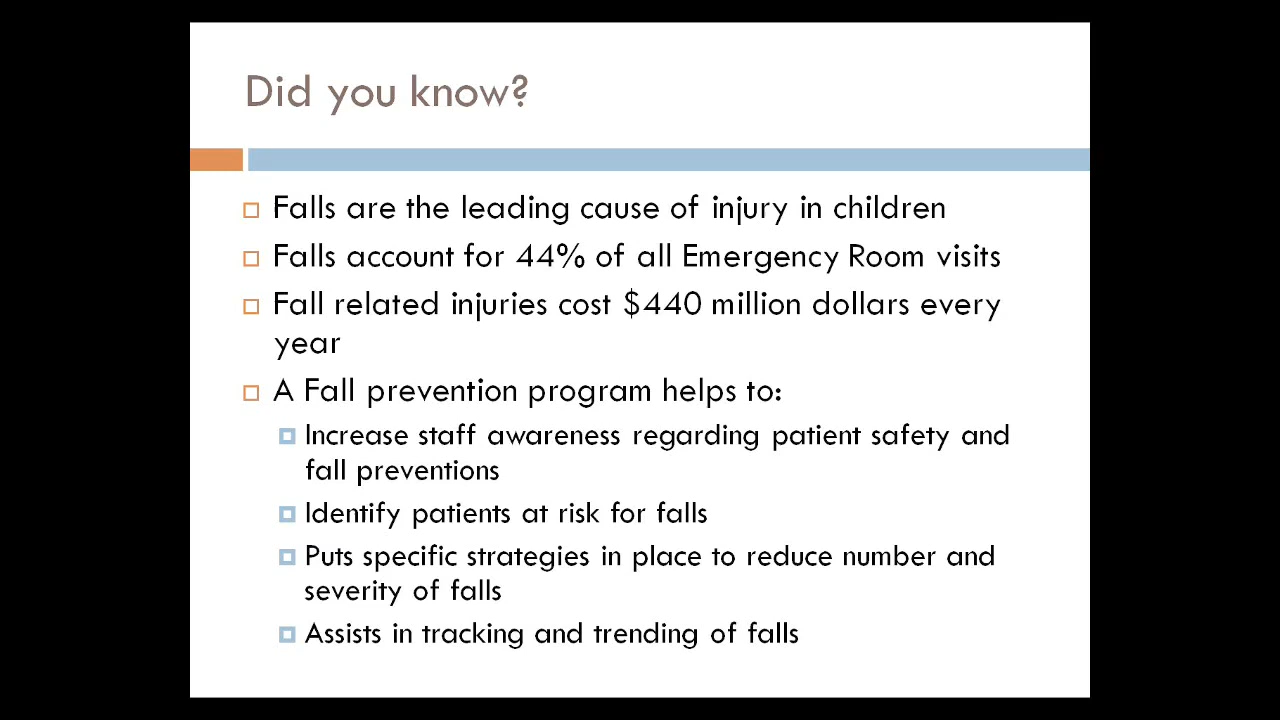 Did you know?
Falls are the leading cause of injury in children
Falls account for 44% of all Emergency Room visits
Fall related injuries cost $440 million dollars every
year
A Fall prevention program helps to:
Increase staff awareness regarding patient safety and
fall preventions
Identify patients at risk for falls
Puts specific strategies in place to reduce number and
severity of falls
Assists in tracking and trending of falls